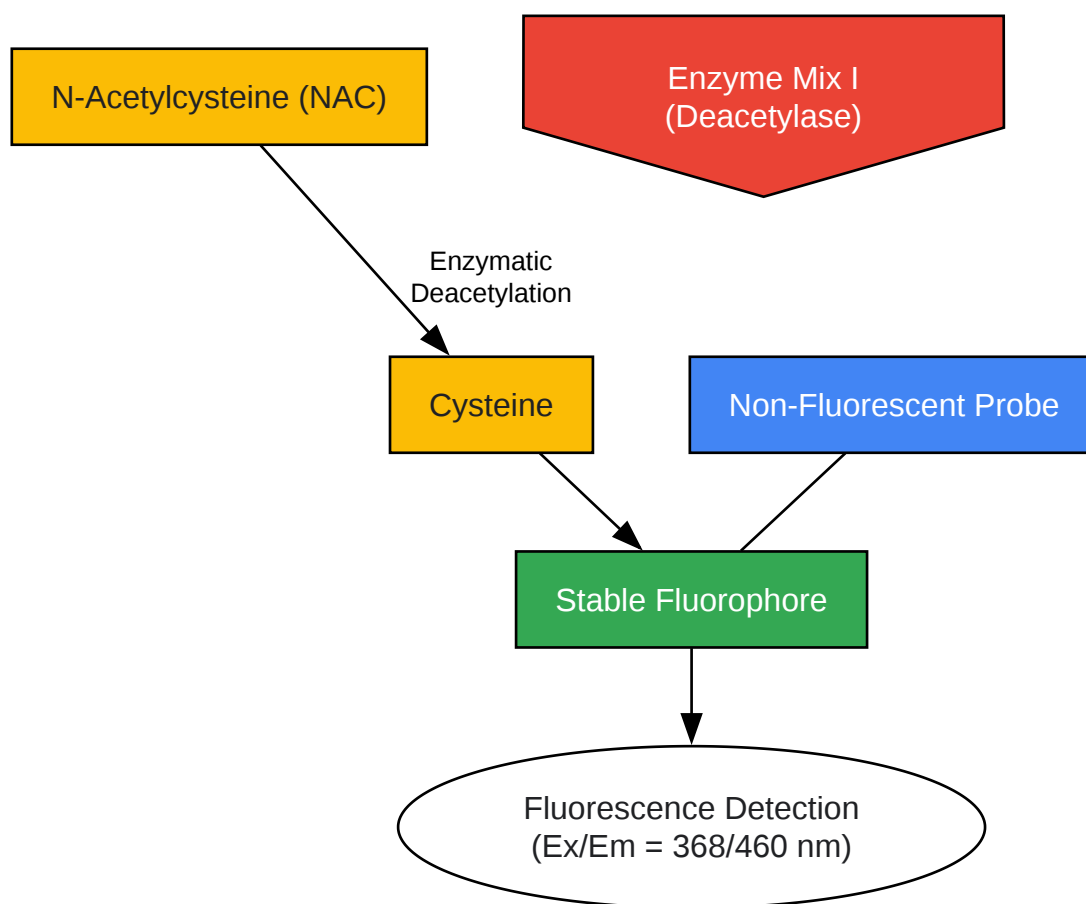 N-Acetylcysteine (NAC)
Enzyme Mix I
(Deacetylase)
Enzymatic
Deacetylation
Cysteine
Non-Fluorescent Probe
Stable Fluorophore
Fluorescence Detection
(Ex/Em = 368/460 nm)